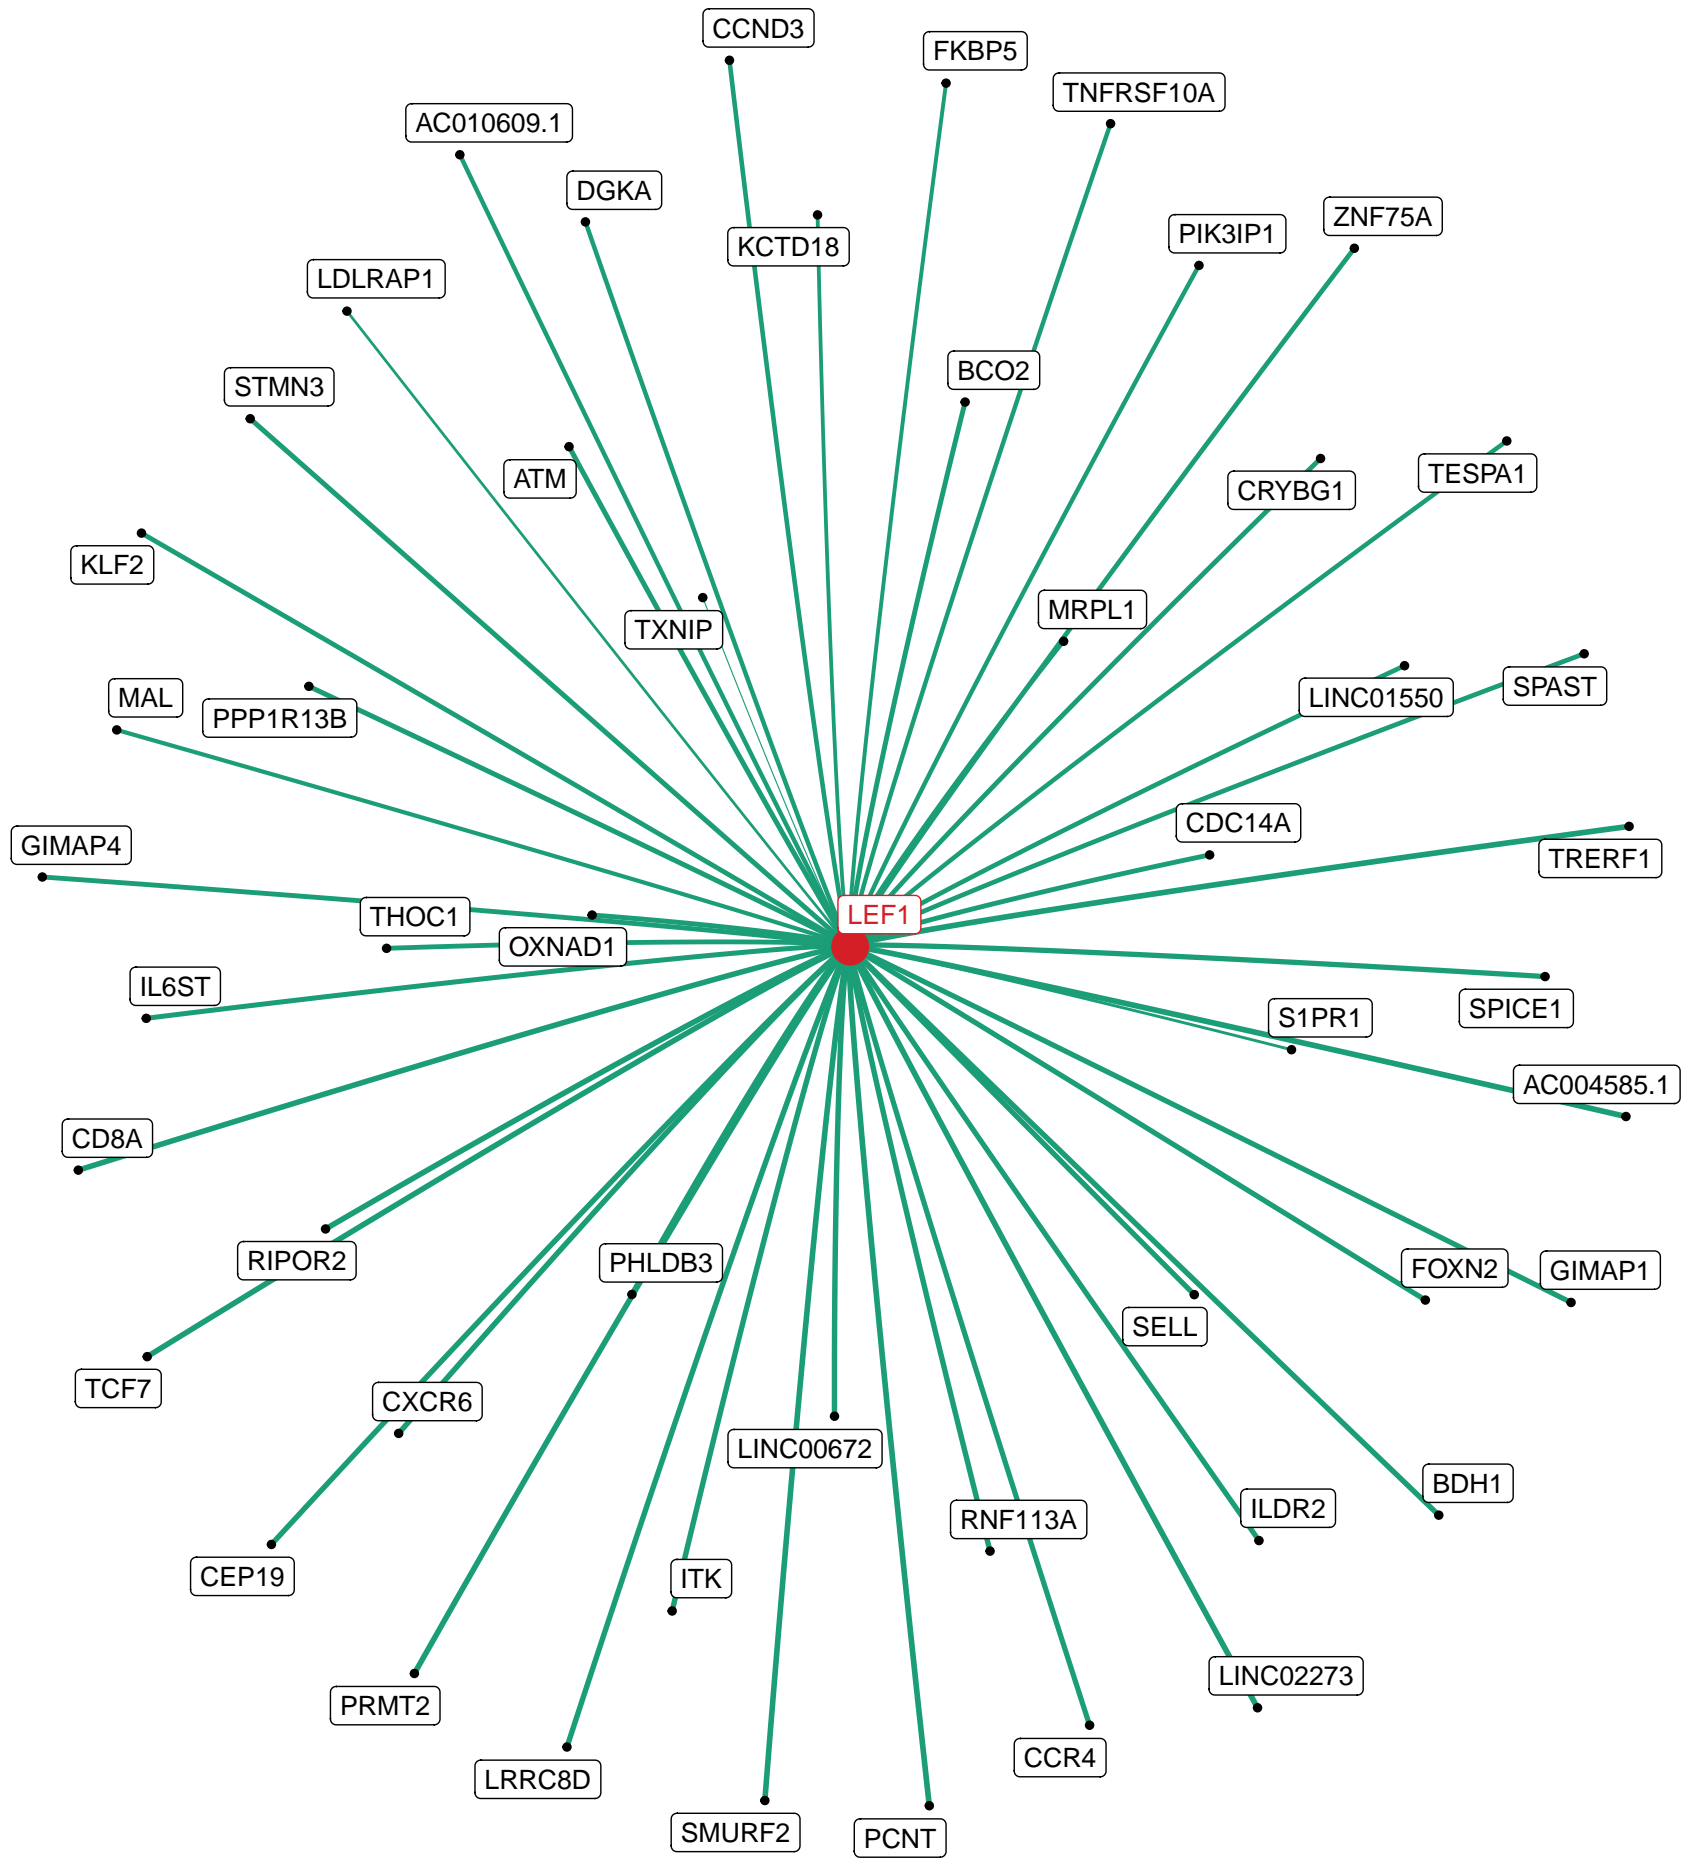 CCND3
FKBP5
TNFRSF10A
AC010609.1
DGKA
ZNF75A
PIK3IP1
KCTD18
LDLRAP1
BCO2
STMN3
TESPA1
ATM
CRYBG1
KLF2
MRPL1
TXNIP
SPAST
MAL
LINC01550
PPP1R13B
CDC14A
GIMAP4
TRERF1
LEF1
THOC1
OXNAD1
IL6ST
SPICE1
S1PR1
AC004585.1
CD8A
RIPOR2
PHLDB3
FOXN2
GIMAP1
SELL
TCF7
CXCR6
LINC00672
BDH1
ILDR2
RNF113A
CEP19
ITK
LINC02273
PRMT2
CCR4
LRRC8D
SMURF2
PCNT